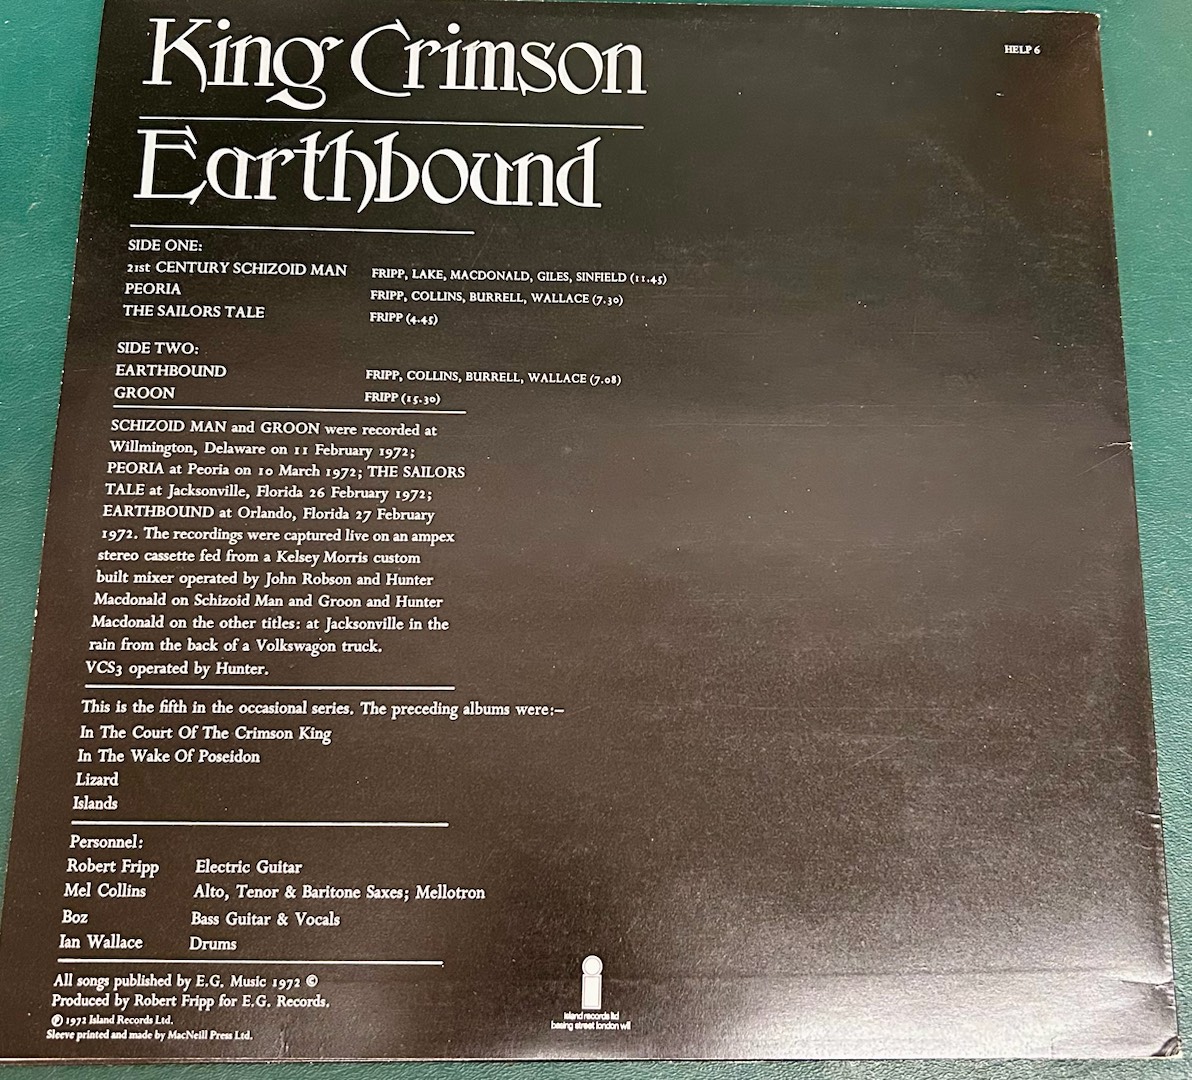 King Crimson
HELP 6
Earthbound
SIDE ONE:
21st CENTURY SCHIZOID MAN FRIPP, LAKE, MACDONALD, GILES, SINFIELD (11.45)
PEORIA FRIPP, COLLINS, BURRELL, WALLACE (7.30)
THE SAILORS TALE FRIPP (4.45)
SIDE TWO:
EARTHBOUND FRIPP, COLLINS, BURRELL, WALLACE (7.08)
GROON FRIPP (15.30)
SCHIZOID MAN and GROON were recorded at
Willmington, Delaware on 11 February 1972;
PEORIA at Peoria on 10 March 1972; THE SAILORS
TALE at Jacksonville, Florida 26 February 1972;
EARTHBOUND at Orlando, Florida 27 February
1972. The recordings were captured live on an ampex
stereo cassette fed from a Kelsey Morris custom
built mixer operated by John Robson and Hunter
Macdonald on Schizoid Man and Groon and Hunter
Macdonald on the other titles: at Jacksonville in the
rain from the back of a Volkswagon truck.
VCS3 operated by Hunter.
This is the fifth in the occasional series. The preceding albums were:—
In The Court Of The Crimson King
In The Wake Of Poseidon
Lizard
Islands
Personnel:
Robert Fripp Electric Guitar
Mel Collins Alto, Tenor & Baritone Saxes; Mellotron
Boz Bass Guitar & Vocals
Ian Wallace Drums
All songs published by E.G. Music 1972 ©
Produced by Robert Fripp for E.G. Records.
℗ 1972 Island Records Ltd.
Sleeve printed and made by MacNeill Press Ltd.
island records ltd
basing street london w11